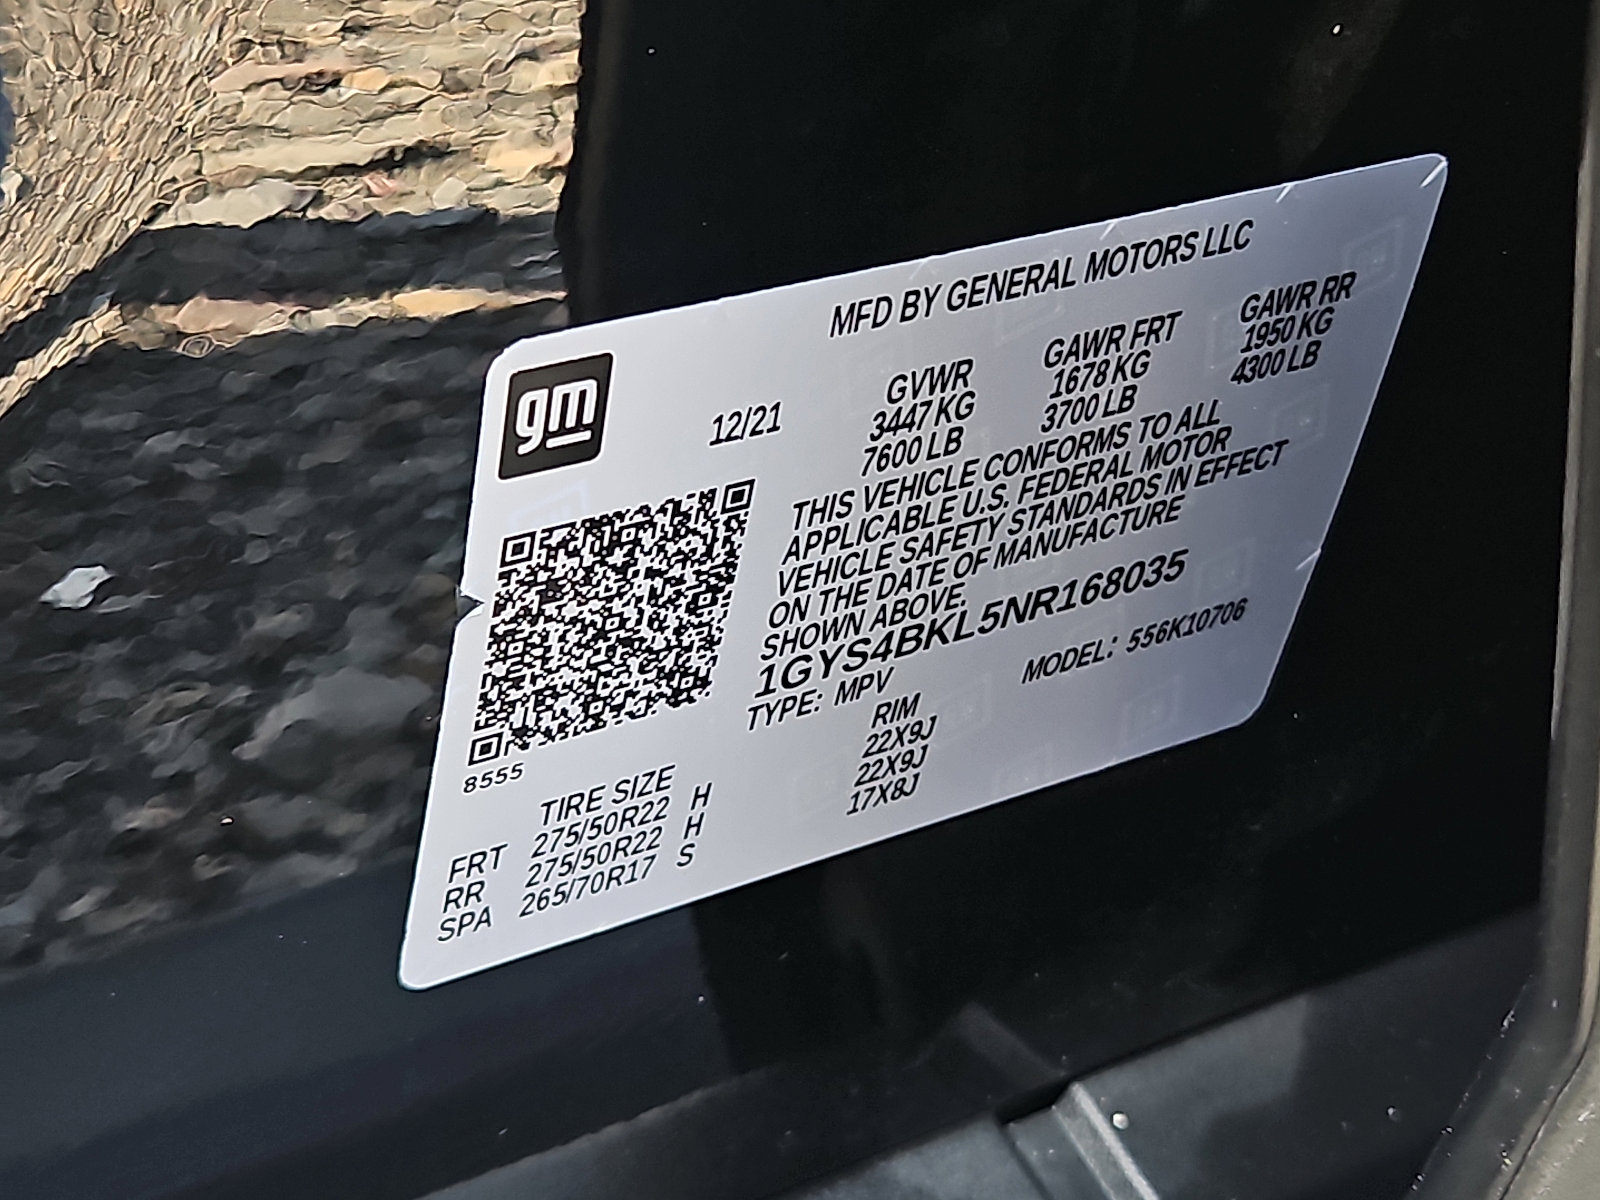 MFD BY GENERAL MOTORS LLC
gm
12/21
GVWR GAWR FRT GAWR RR
3447 KG 1678 KG 1950 KG
7600 LB 3700 LB 4300 LB
THIS VEHICLE CONFORMS TO ALL
APPLICABLE U.S. FEDERAL MOTOR
VEHICLE SAFETY STANDARDS IN EFFECT
ON THE DATE OF MANUFACTURE
SHOWN ABOVE.
1GYS4BKL5NR168035
TYPE: MPV MODEL: 556K10706
8555
TIRE SIZE RIM
FRT 275/50R22 H 22X9J
RR 275/50R22 H 22X9J
SPA 265/70R17 S 17X8J